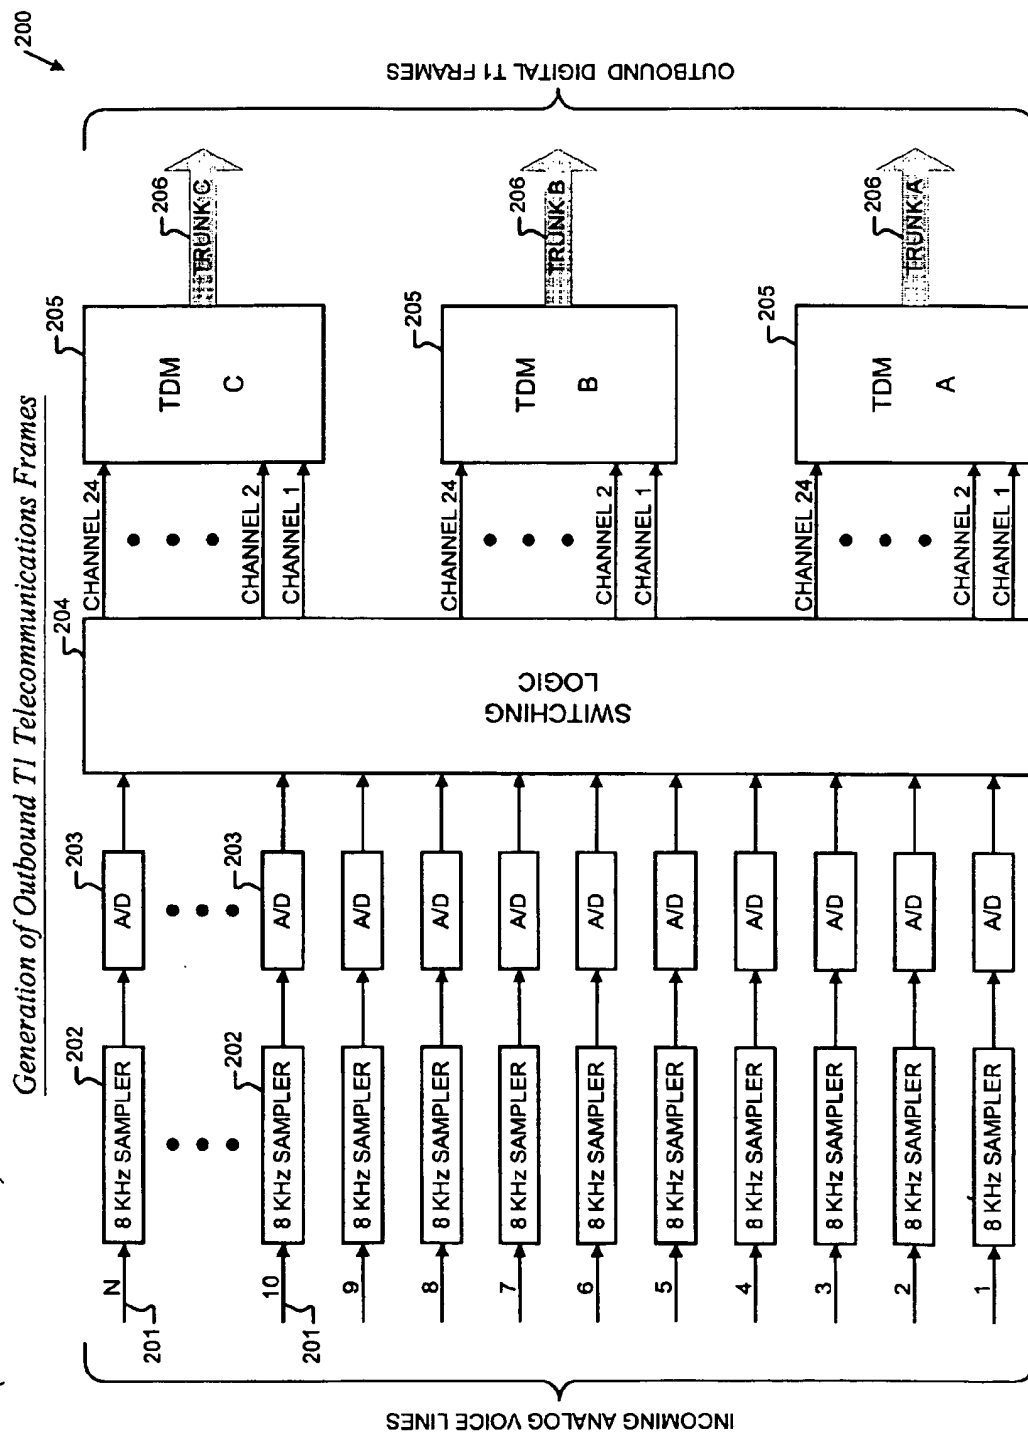 Generation of Outbound T1 Telecommunications Frames
200
INCOMING ANALOG VOICE LINES
OUTBOUND DIGITAL T1 FRAMES
N
201
8 KHz SAMPLER
202
A/D
203
10
201
8 KHz SAMPLER
202
A/D
203
9
8 KHz SAMPLER
A/D
8
8 KHz SAMPLER
A/D
7
8 KHz SAMPLER
A/D
6
8 KHz SAMPLER
A/D
5
8 KHz SAMPLER
A/D
4
8 KHz SAMPLER
A/D
3
8 KHz SAMPLER
A/D
2
8 KHz SAMPLER
A/D
1
8 KHz SAMPLER
A/D
204
SWITCHING
LOGIC
CHANNEL 24
CHANNEL 2
CHANNEL 1
205
TDM
C
206
TRUNK C
CHANNEL 24
CHANNEL 2
CHANNEL 1
205
TDM
B
206
TRUNK B
CHANNEL 24
CHANNEL 2
CHANNEL 1
205
TDM
A
206
TRUNK A